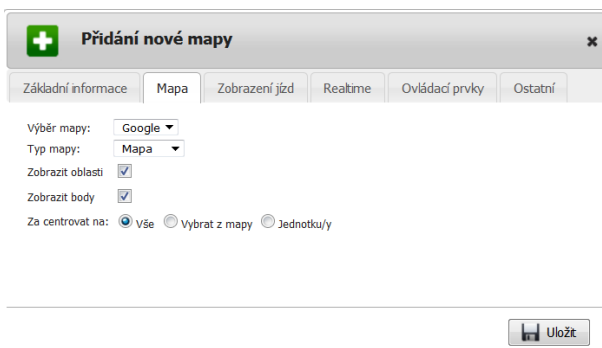 Přidání nové mapy
Základní informace Mapa Zobrazení jízd Realtime Ovládací prvky Ostatní
Výběr mapy: Google
Typ mapy: Mapa
Zobrazit oblasti
Zobrazit body
Za centrovat na: Vše Vybrat z mapy Jednotku/y
Uložit